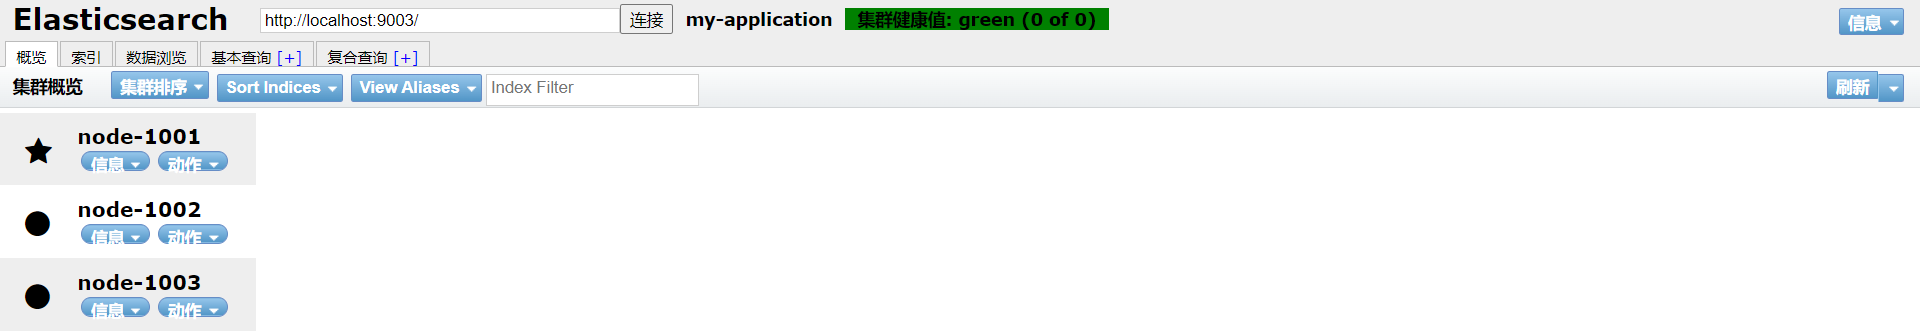 Elasticsearch http://localhost:9003/ 连接 my-application 集群健康值: green (0 of 0) 信息
概览 索引 数据浏览 基本查询 [+] 复合查询 [+]
集群概览 集群排序 Sort Indices View Aliases Index Filter 刷新
node-1001
信息 动作
node-1002
信息 动作
node-1003
信息 动作